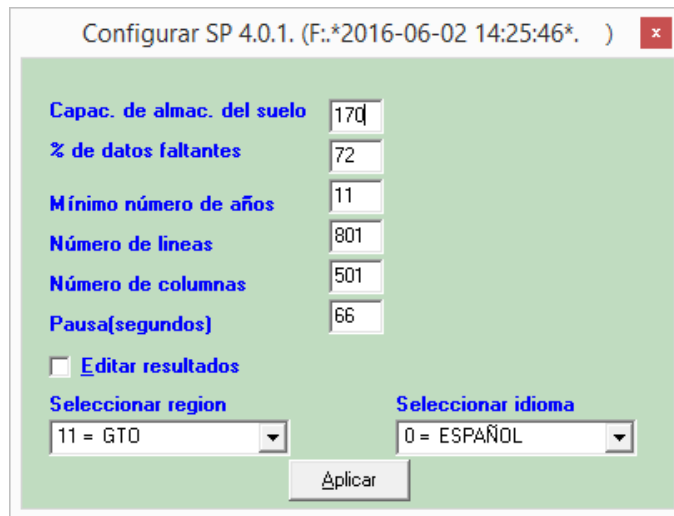 Configurar SP 4.0.1. (F:.*2016-06-02 14:25:46*. )
x
Capac. de almac. del suelo 170
% de datos faltantes 72
Mínimo número de años 11
Número de lineas 801
Número de columnas 501
Pausa(segundos) 66
Editar resultados
Seleccionar region Seleccionar idioma
11 = GTO 0 = ESPAÑOL
Aplicar